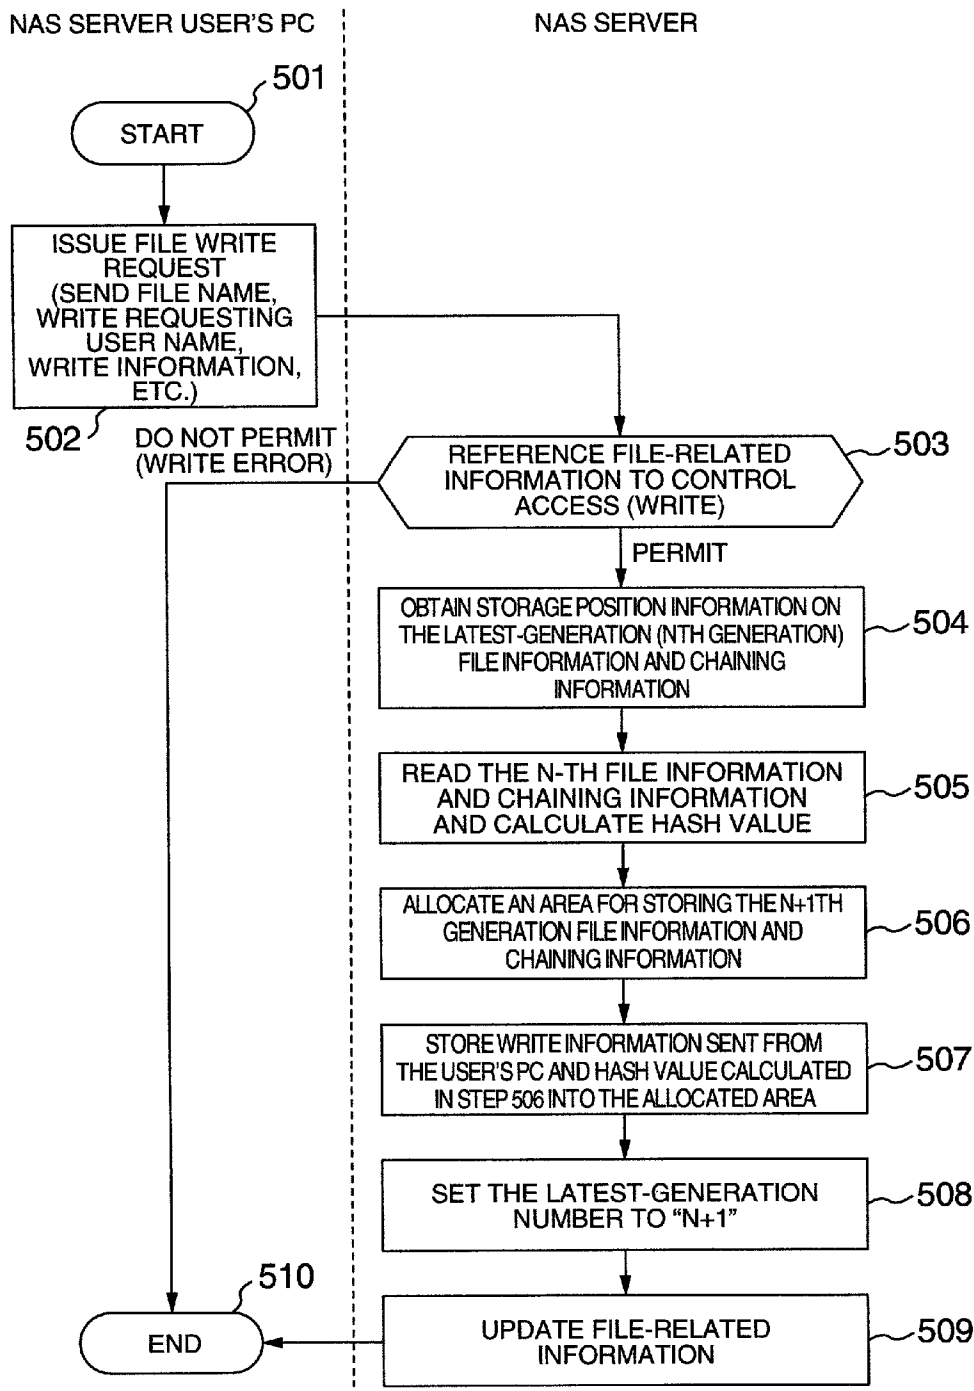 NAS SERVER USER'S PC
NAS SERVER
501
START
ISSUE FILE WRITE
REQUEST
(SEND FILE NAME,
WRITE REQUESTING
USER NAME,
WRITE INFORMATION,
ETC.)
502
DO NOT PERMIT
(WRITE ERROR)
REFERENCE FILE-RELATED
INFORMATION TO CONTROL
ACCESS (WRITE)
503
PERMIT
OBTAIN STORAGE POSITION INFORMATION ON
THE LATEST-GENERATION (NTH GENERATION)
FILE INFORMATION AND CHAINING
INFORMATION
504
READ THE N-TH FILE INFORMATION
AND CHAINING INFORMATION
AND CALCULATE HASH VALUE
505
ALLOCATE AN AREA FOR STORING THE N+1TH
GENERATION FILE INFORMATION AND
CHAINING INFORMATION
506
STORE WRITE INFORMATION SENT FROM
THE USER'S PC AND HASH VALUE CALCULATED
IN STEP 506 INTO THE ALLOCATED AREA
507
SET THE LATEST-GENERATION
NUMBER TO “N+1”
508
UPDATE FILE-RELATED
INFORMATION
509
510
END